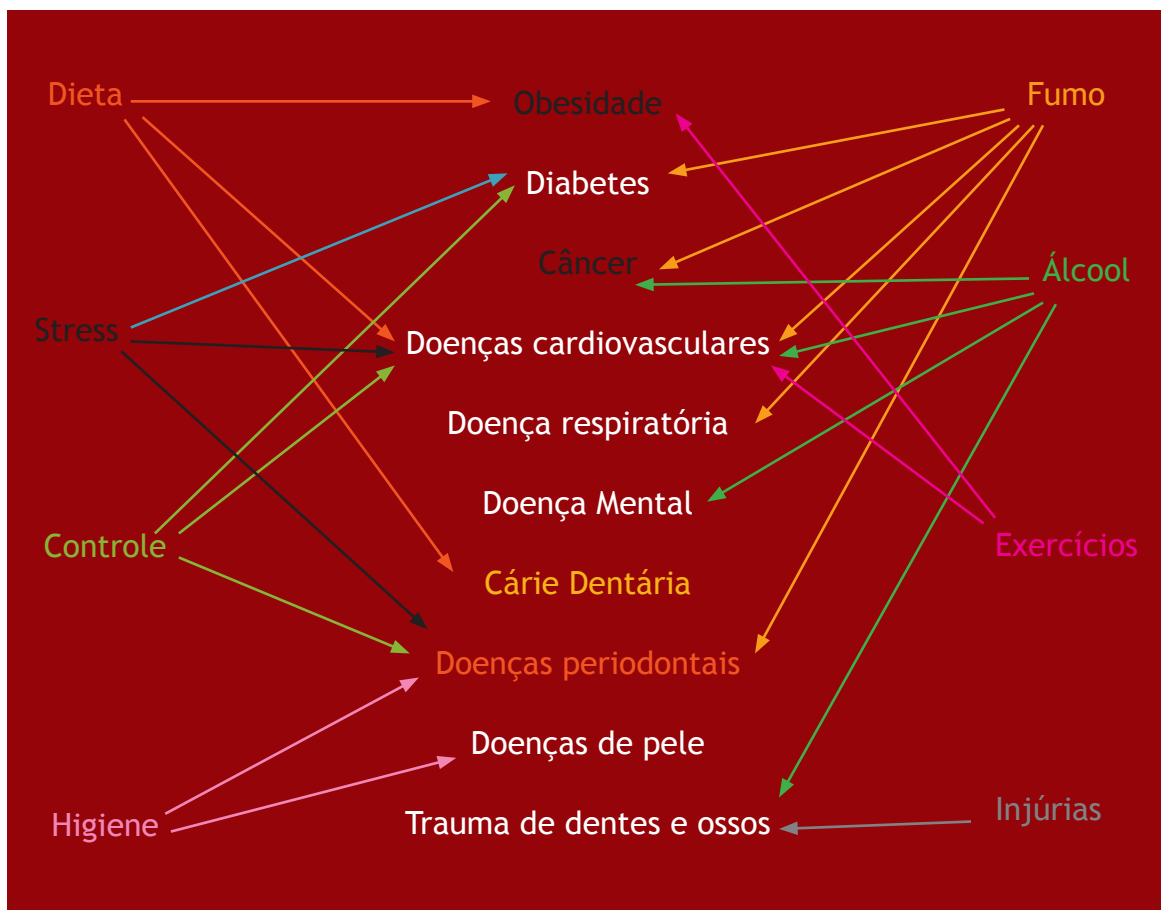 Dieta
Obesidade
Fumo
Diabetes
Câncer
Álcool
Stress
Doenças cardiovasculares
Doença respiratória
Doença Mental
Controle
Exercícios
Cárie Dentária
Doenças periodontais
Doenças de pele
Higiene
Trauma de dentes e ossos
Injúrias